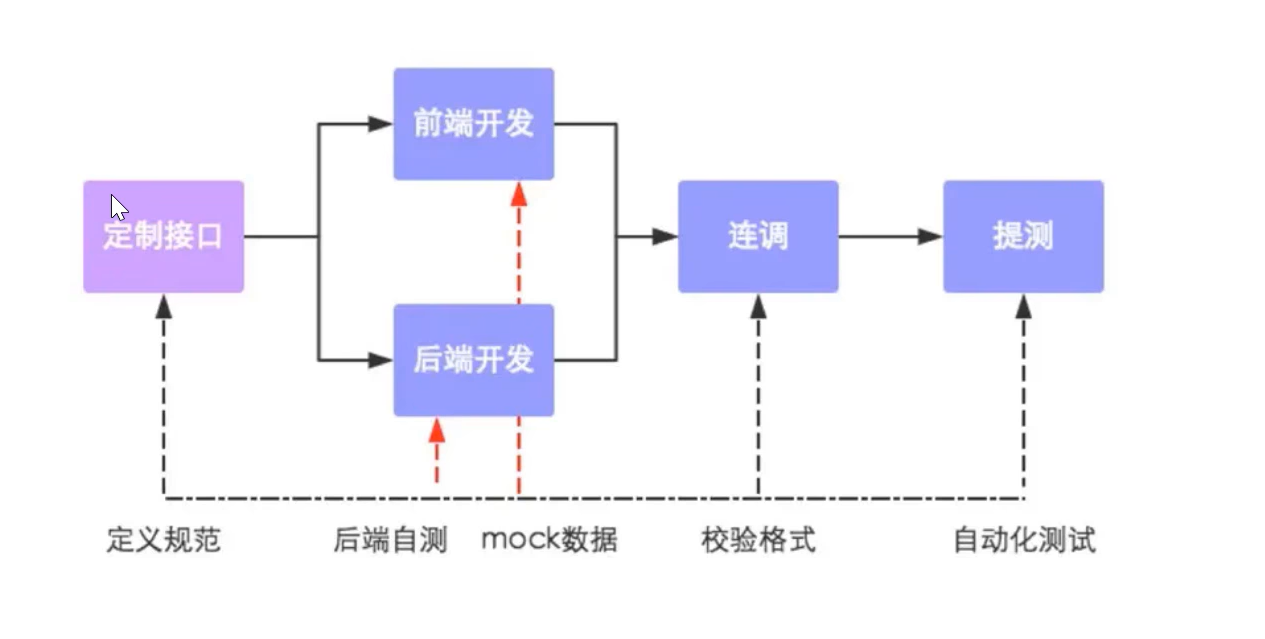 前端开发
定制接口
连调
提测
后端开发
定义规范
后端自测
mock数据
校验格式
自动化测试